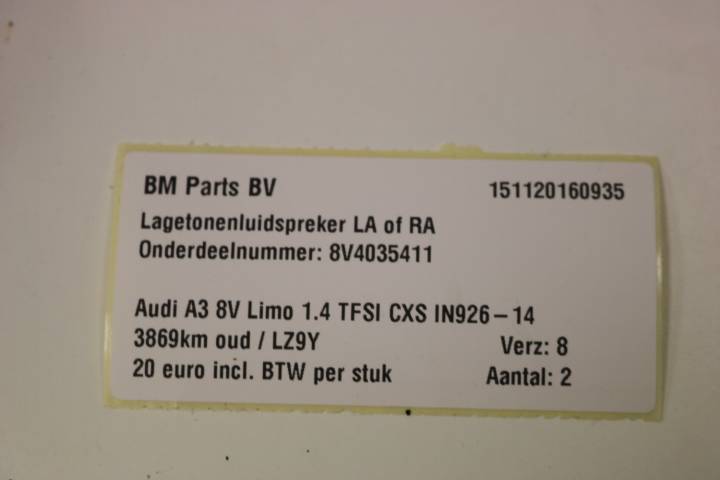 BM Parts BV 151120160935
Lagetonenluidspreker LA of RA
Onderdeelnummer: 8V4035411
Audi A3 8V Limo 1.4 TFSI CXS IN926-14
3869km oud / LZ9Y Verz: 8
20 euro incl. BTW per stuk Aantal: 2